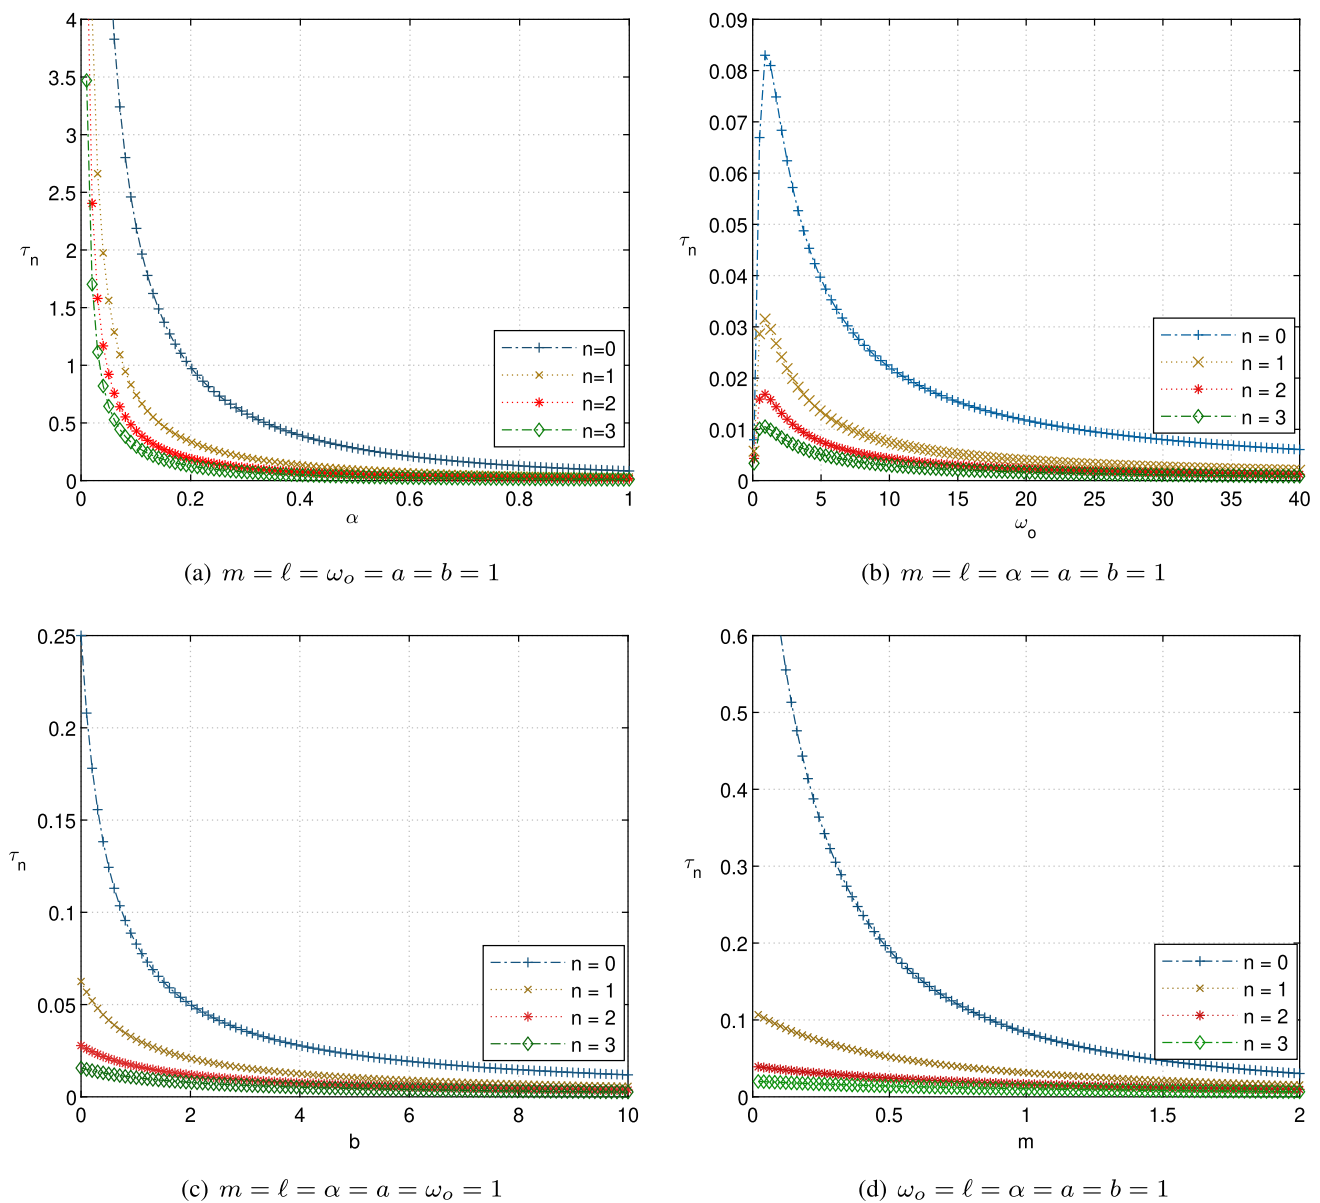 4
3.5
3
2.5
2
1.5
1
0.5
0
τn
0 0.2 0.4 0.6 0.8 1
α
n=0
n=1
n=2
n=3
(a) m = ℓ = ωo = a = b = 1
0.09
0.08
0.07
0.06
0.05
0.04
0.03
0.02
0.01
0
τn
0 5 10 15 20 25 30 35 40
ωo
n = 0
n = 1
n = 2
n = 3
(b) m = ℓ = α = a = b = 1
0.25
0.2
0.15
0.1
0.05
0
τn
0 2 4 6 8 10
b
n = 0
n = 1
n = 2
n = 3
(c) m = ℓ = α = a = ωo = 1
0.6
0.5
0.4
0.3
0.2
0.1
0
τn
0 0.5 1 1.5 2
m
n = 0
n = 1
n = 2
n = 3
(d) ωo = ℓ = α = a = b = 1